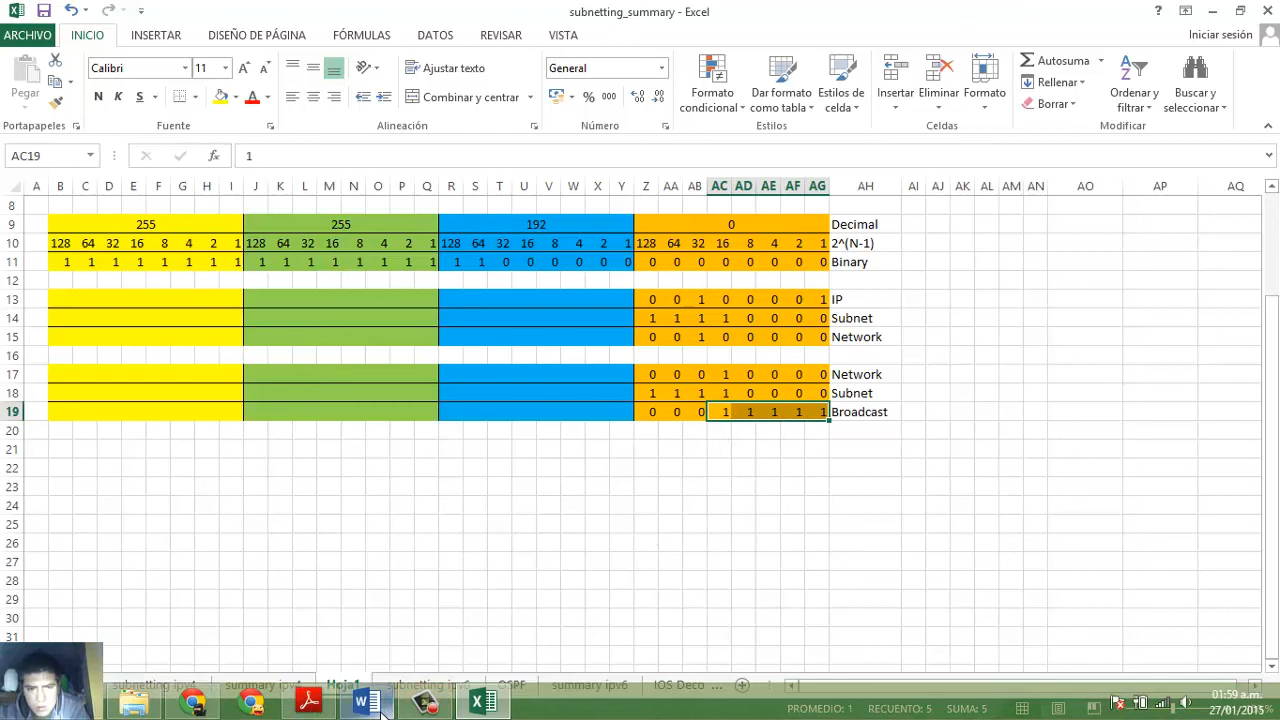 subnetting_summary - Excel
ARCHIVO INICIO INSERTAR DISEÑO DE PÁGINA FÓRMULAS DATOS REVISAR VISTA Iniciar sesión
Pegar
Calibri 11
N K S
Ajustar texto
Combinar y centrar
General
% 000
Formato condicional
Dar formato como tabla
Estilos de celda
Insertar
Eliminar
Formato
Autosuma
Rellenar
Borrar
Ordenar y filtrar
Buscar y seleccionar
Portapapeles Fuente Alineación Número Estilos Celdas Modificar
AC19 fx 1
A B C D E F G H I J K L M N O P Q R S T U V W X Y Z AA AB AC AD AE AF AG AH AI AJ AK AL AM AN AO AP AQ
8
9 255 255 192 0 Decimal
10 128 64 32 16 8 4 2 1 128 64 32 16 8 4 2 1 128 64 32 16 8 4 2 1 128 64 32 16 8 4 2 1 2^(N-1)
11 1 1 1 1 1 1 1 1 1 1 1 1 1 1 1 1 1 1 0 0 0 0 0 0 0 0 0 0 0 0 0 0 Binary
12
13 0 0 1 0 0 0 0 1 IP
14 1 1 1 1 0 0 0 0 Subnet
15 0 0 1 0 0 0 0 0 Network
16
17 0 0 0 1 0 0 0 0 Network
18 1 1 1 1 0 0 0 0 Subnet
19 0 0 0 1 1 1 1 1 Broadcast
20
21
22
23
24
25
26
27
28
29
30
31
subnetting ipv4 summary ipv4 Hoja1 subnetting ipv6 OSPF summary ipv6 IOS Deco ...
PROMEDIO: 1 RECUENTO: 5 SUMA: 5
01:59 a.m.
27/01/2015